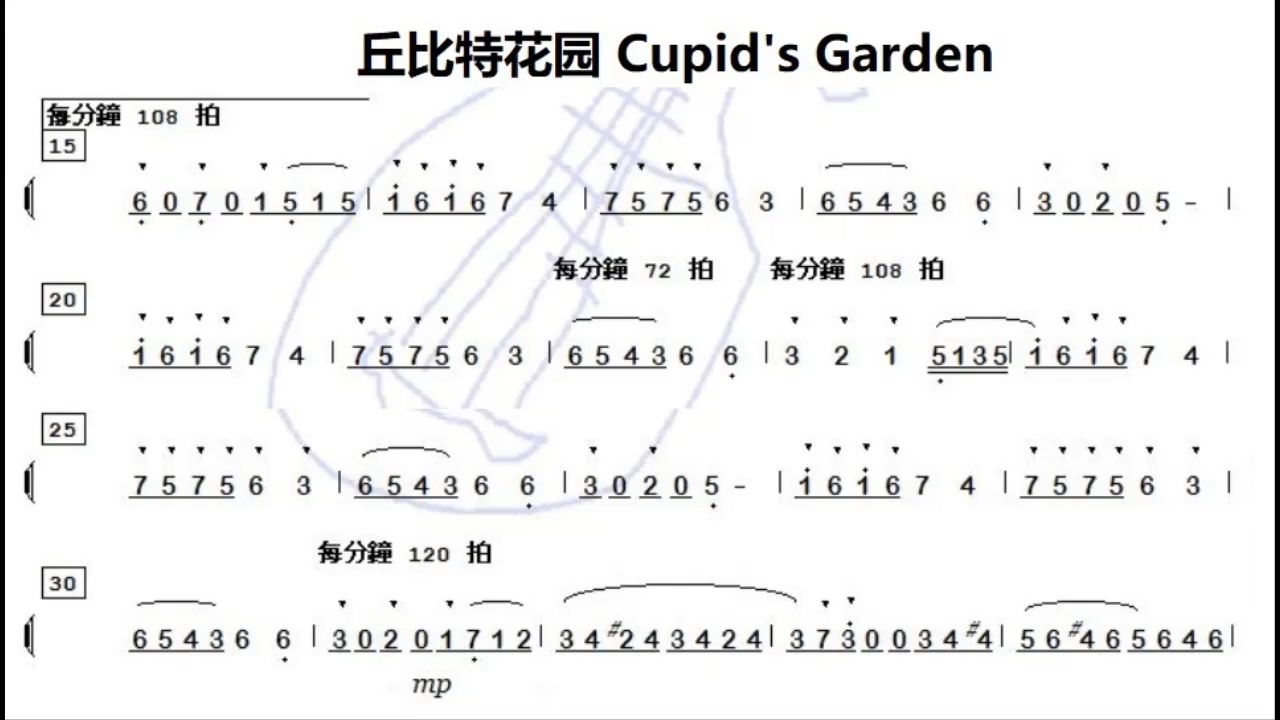 丘比特花园 Cupid's Garden
每分鐘 108 拍
15
6 0 7 0 1 5 1 5 | 1 6 1 6 7 4 | 7 5 7 5 6 3 | 6 5 4 3 6 6 | 3 0 2 0 5 - |
每分鐘 72 拍 每分鐘 108 拍
20
1 6 1 6 7 4 | 7 5 7 5 6 3 | 6 5 4 3 6 6 | 3 2 1 5 1 3 5 | 1 6 1 6 7 4 |
25
7 5 7 5 6 3 | 6 5 4 3 6 6 | 3 0 2 0 5 - | 1 6 1 6 7 4 | 7 5 7 5 6 3 |
每分鐘 120 拍
30
6 5 4 3 6 6 | 3 0 2 0 1 7 1 2 | 3 4 #2 4 3 4 2 4 | 3 7 3 0 0 3 4 #4 | 5 6 #4 6 5 6 4 6 |
mp